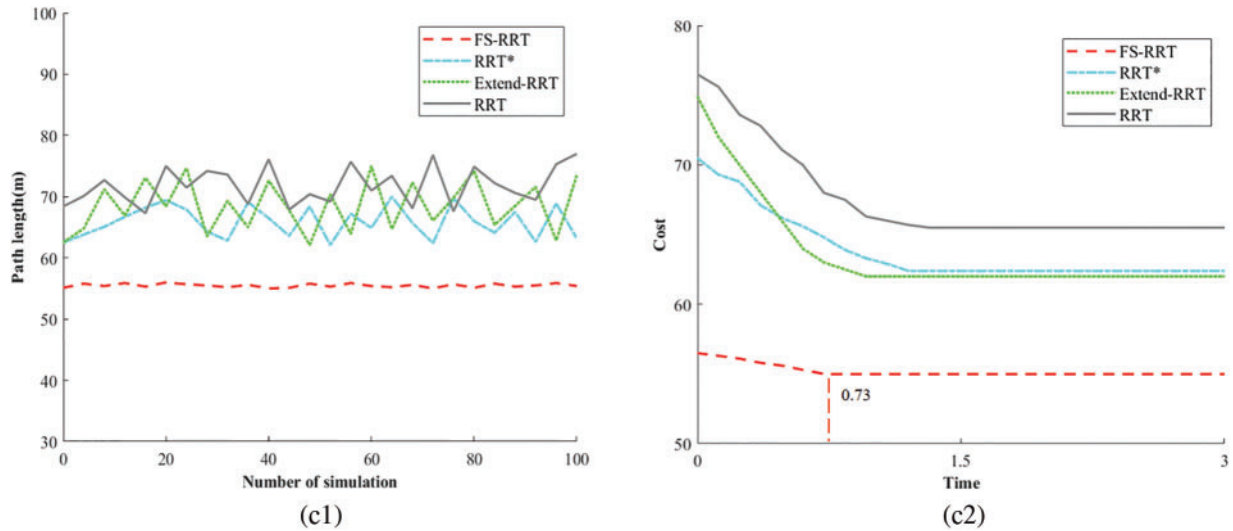 100
90
80
70
60
50
40
30
Path length(m)
FS-RRT
RRT*
Extend-RRT
RRT
0
20
40
60
80
100
Number of simulation
(c1)
80
70
60
50
Cost
FS-RRT
RRT*
Extend-RRT
RRT
0.73
0
1.5
3
Time
(c2)